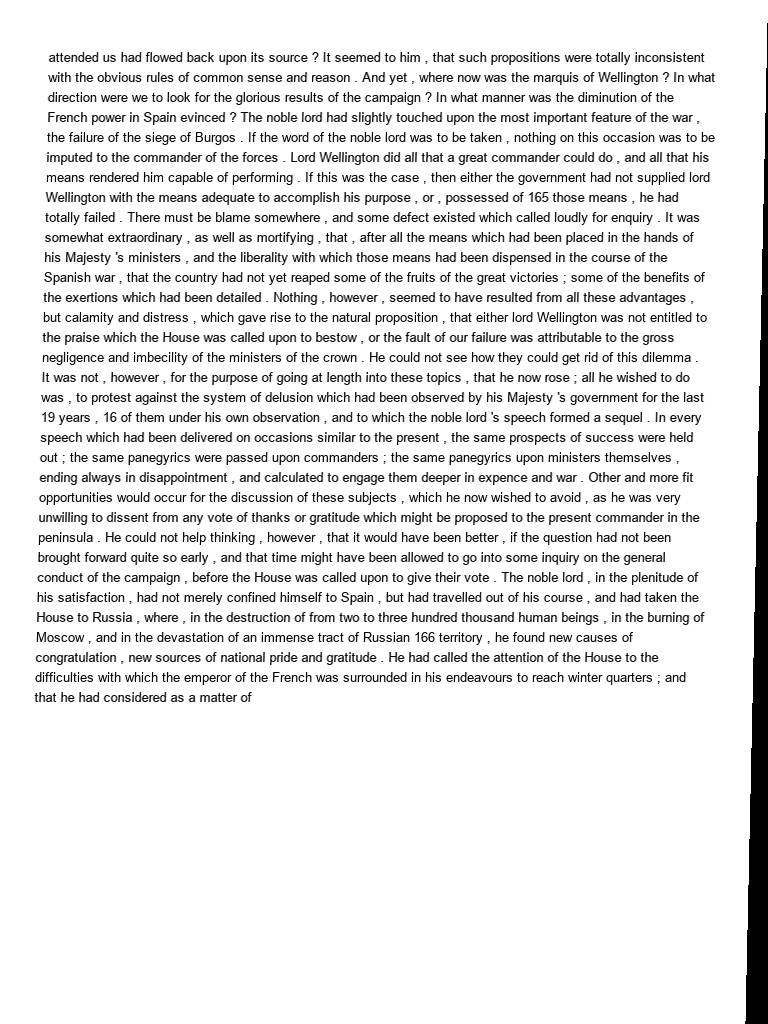 attended us had flowed back upon its source ? It seemed to him , that such propositions were totally inconsistent
with the obvious rules of common sense and reason . And yet , where now was the marquis of Wellington ? In what
direction were we to look for the glorious results of the campaign ? In what manner was the diminution of the
French power in Spain evinced ? The noble lord had slightly touched upon the most important feature of the war ,
the failure of the siege of Burgos . If the word of the noble lord was to be taken , nothing on this occasion was to be
imputed to the commander of the forces . Lord Wellington did all that a great commander could do , and all that his
means rendered him capable of performing . If this was the case , then either the government had not supplied lord
Wellington with the means adequate to accomplish his purpose , or , possessed of 165 those means , he had
totally failed . There must be blame somewhere , and some defect existed which called loudly for enquiry . It was
somewhat extraordinary , as well as mortifying , that , after all the means which had been placed in the hands of
his Majesty 's ministers , and the liberality with which those means had been dispensed in the course of the
Spanish war , that the country had not yet reaped some of the fruits of the great victories ; some of the benefits of
the exertions which had been detailed . Nothing , however , seemed to have resulted from all these advantages ,
but calamity and distress , which gave rise to the natural proposition , that either lord Wellington was not entitled to
the praise which the House was called upon to bestow , or the fault of our failure was attributable to the gross
negligence and imbecility of the ministers of the crown . He could not see how they could get rid of this dilemma .
It was not , however , for the purpose of going at length into these topics , that he now rose ; all he wished to do
was , to protest against the system of delusion which had been observed by his Majesty 's government for the last
19 years , 16 of them under his own observation , and to which the noble lord 's speech formed a sequel . In every
speech which had been delivered on occasions similar to the present , the same prospects of success were held
out ; the same panegyrics were passed upon commanders ; the same panegyrics upon ministers themselves ,
ending always in disappointment , and calculated to engage them deeper in expence and war . Other and more fit
opportunities would occur for the discussion of these subjects , which he now wished to avoid , as he was very
unwilling to dissent from any vote of thanks or gratitude which might be proposed to the present commander in the
peninsula . He could not help thinking , however , that it would have been better , if the question had not been
brought forward quite so early , and that time might have been allowed to go into some inquiry on the general
conduct of the campaign , before the House was called upon to give their vote . The noble lord , in the plenitude of
his satisfaction , had not merely confined himself to Spain , but had travelled out of his course , and had taken the
House to Russia , where , in the destruction of from two to three hundred thousand human beings , in the burning of
Moscow , and in the devastation of an immense tract of Russian 166 territory , he found new causes of
congratulation , new sources of national pride and gratitude . He had called the attention of the House to the
difficulties with which the emperor of the French was surrounded in his endeavours to reach winter quarters ; and
that he had considered as a matter of